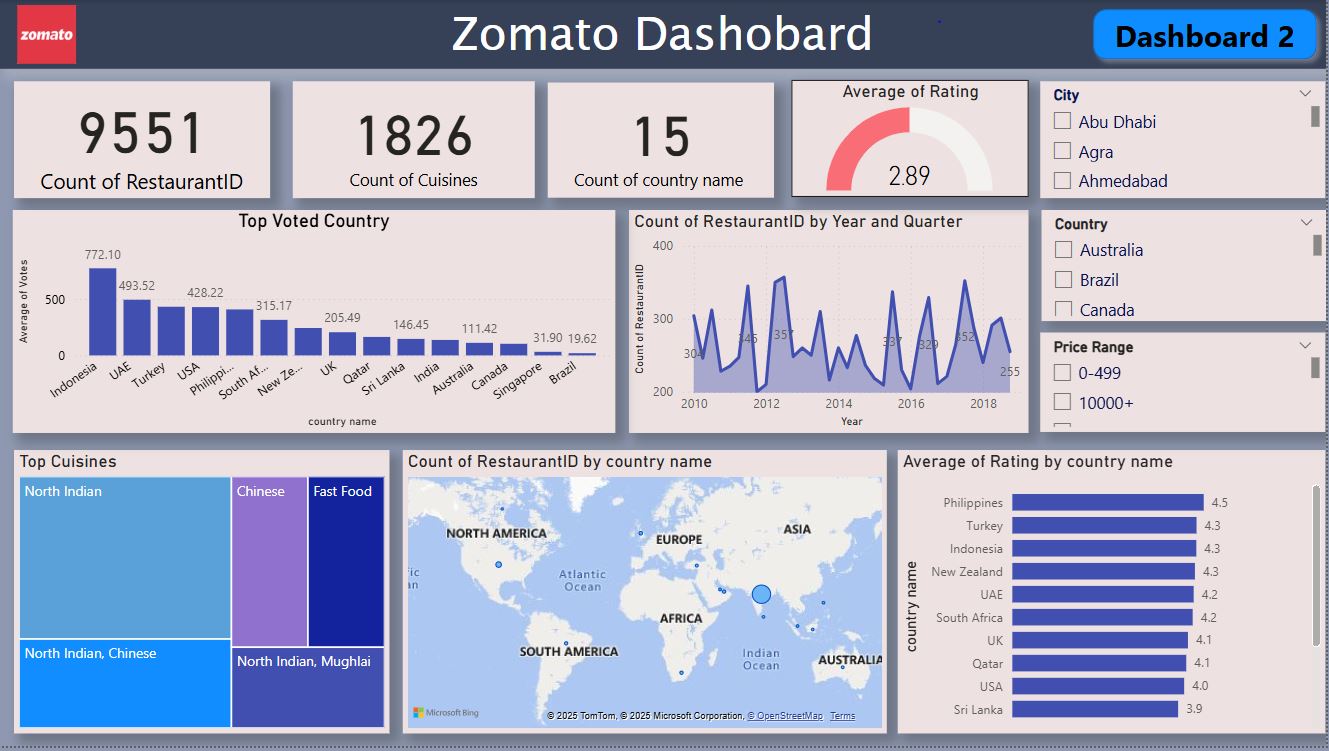 zomato
Zomato Dashobard
Dashboard 2
9551
Count of RestaurantID
1826
Count of Cuisines
15
Count of country name
Average of Rating
2.89
City
Abu Dhabi
Agra
Ahmedabad
Top Voted Country
Average of Votes
500
0
772.10
493.52
428.22
315.17
205.49
146.45
111.42
31.90
19.62
Indonesia
UAE
Turkey
USA
Philippi...
South Af...
New Ze...
UK
Qatar
Sri Lanka
India
Australia
Canada
Singapore
Brazil
country name
Count of RestaurantID by Year and Quarter
Count of RestaurantID
400
300
200
304
345
357
337
329
352
255
2010
2012
2014
2016
2018
Year
Country
Australia
Brazil
Canada
Price Range
0-499
10000+
Top Cuisines
North Indian
Chinese
Fast Food
North Indian, Chinese
North Indian, Mughlai
Count of RestaurantID by country name
NORTH AMERICA
EUROPE
ASIA
Atlantic
Ocean
AFRICA
SOUTH AMERICA
Indian
Ocean
AUSTRALIA
Microsoft Bing
© 2025 TomTom, © 2025 Microsoft Corporation, © OpenStreetMap Terms
Average of Rating by country name
country name
Philippines 4.5
Turkey 4.3
Indonesia 4.3
New Zealand 4.3
UAE 4.2
South Africa 4.2
UK 4.1
Qatar 4.1
USA 4.0
Sri Lanka 3.9